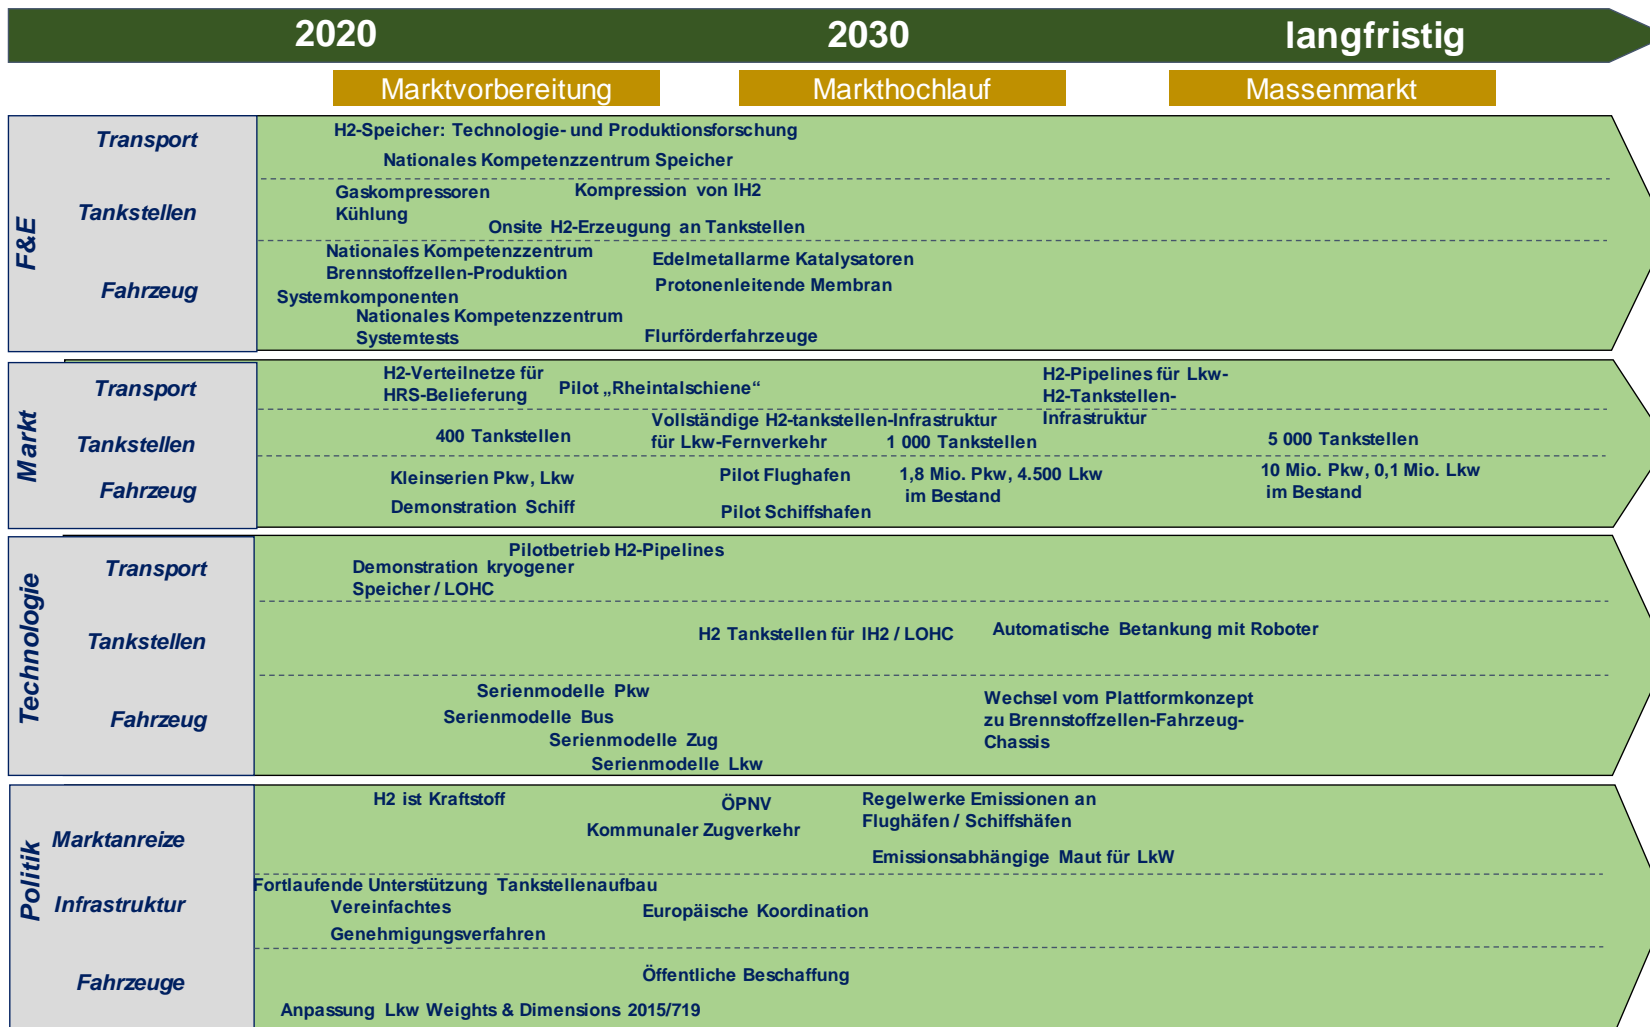 2020
2030
langfristig
Marktvorbereitung
Markthochlauf
Massenmarkt
F&E
Transport
H2-Speicher: Technologie- und Produktionsforschung
Nationales Kompetenzzentrum Speicher
Tankstellen
Gaskompressoren
Kühlung
Kompression von lH2
Onsite H2-Erzeugung an Tankstellen
Fahrzeug
Nationales Kompetenzzentrum
Brennstoffzellen-Produktion
Edelmetallarme Katalysatoren
Protonenleitende Membran
Systemkomponenten
Nationales Kompetenzzentrum
Systemtests
Flurförderfahrzeuge
Markt
Transport
H2-Verteilnetze für
HRS-Belieferung
Pilot „Rheintalschiene“
H2-Pipelines für Lkw-
H2-Tankstellen-
Infrastruktur
Tankstellen
400 Tankstellen
Vollständige H2-tankstellen-Infrastruktur
für Lkw-Fernverkehr
1 000 Tankstellen
5 000 Tankstellen
Fahrzeug
Kleinserien Pkw, Lkw
Demonstration Schiff
Pilot Flughafen
Pilot Schiffshafen
1,8 Mio. Pkw, 4.500 Lkw
im Bestand
10 Mio. Pkw, 0,1 Mio. Lkw
im Bestand
Technologie
Transport
Pilotbetrieb H2-Pipelines
Demonstration kryogener
Speicher / LOHC
Tankstellen
H2 Tankstellen für lH2 / LOHC
Automatische Betankung mit Roboter
Fahrzeug
Serienmodelle Pkw
Serienmodelle Bus
Serienmodelle Zug
Serienmodelle Lkw
Wechsel vom Plattformkonzept
zu Brennstoffzellen-Fahrzeug-
Chassis
Politik
Marktanreize
H2 ist Kraftstoff
ÖPNV
Kommunaler Zugverkehr
Regelwerke Emissionen an
Flughäfen / Schiffshäfen
Emissionsabhängige Maut für LkW
Infrastruktur
Fortlaufende Unterstützung Tankstellenaufbau
Vereinfachtes
Genehmigungsverfahren
Europäische Koordination
Fahrzeuge
Öffentliche Beschaffung
Anpassung Lkw Weights & Dimensions 2015/719